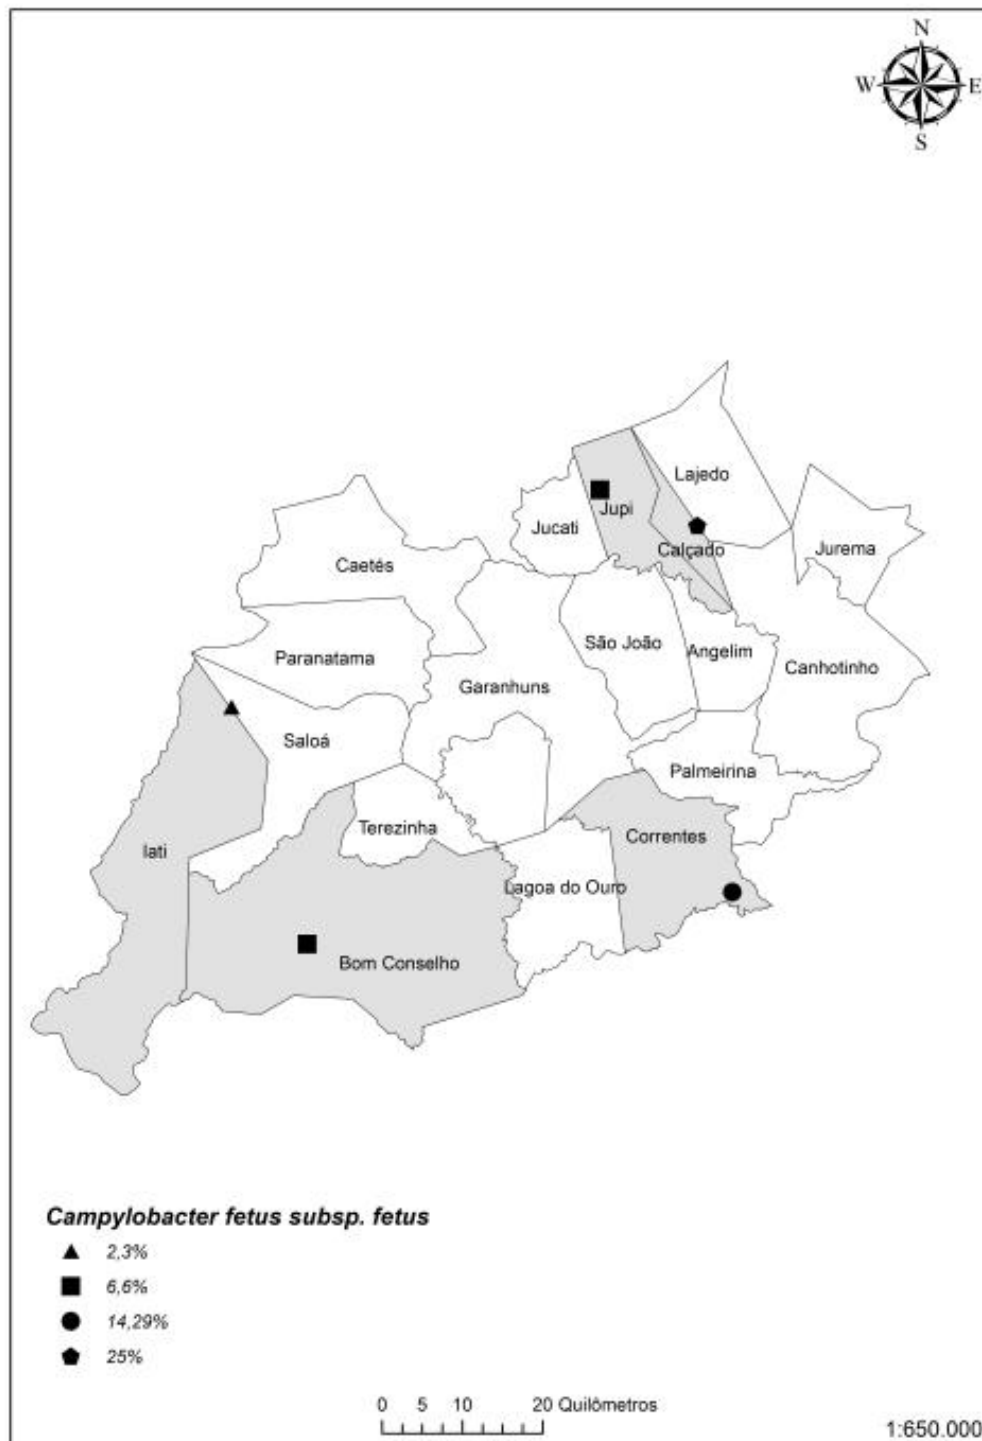 N
W E
S
Lajedo
Jupi
Jucati
Calçado
Jurema
Caetés
São João
Angelim
Paranatama
Canhotinho
Garanhuns
Saloá
Palmeirina
Terezinha
Correntes
Iati
Lagoa do Ouro
Bom Conselho
Campylobacter fetus subsp. fetus
2,3%
6,6%
14,29%
25%
0 5 10 20 Quilômetros
1:650.000